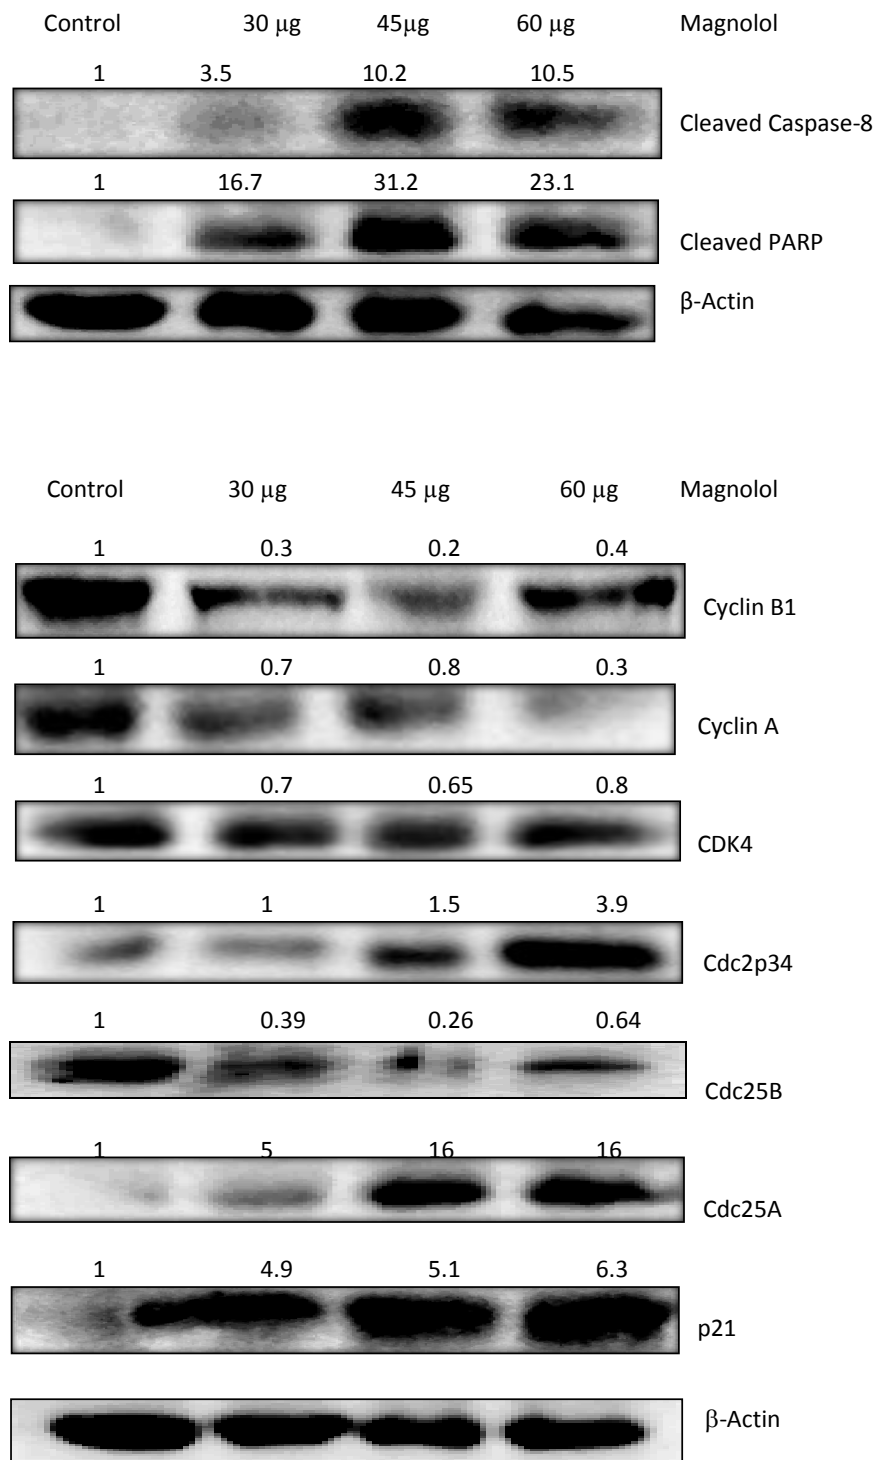 Control 30 μg 45μg 60 μg Magnolol
1 3.5 10.2 10.5
Cleaved Caspase-8
1 16.7 31.2 23.1
Cleaved PARP
β-Actin
Control 30 μg 45 μg 60 μg Magnolol
1 0.3 0.2 0.4
Cyclin B1
1 0.7 0.8 0.3
Cyclin A
1 0.7 0.65 0.8
CDK4
1 1 1.5 3.9
Cdc2p34
1 0.39 0.26 0.64
Cdc25B
1 5 16 16
Cdc25A
1 4.9 5.1 6.3
p21
β-Actin